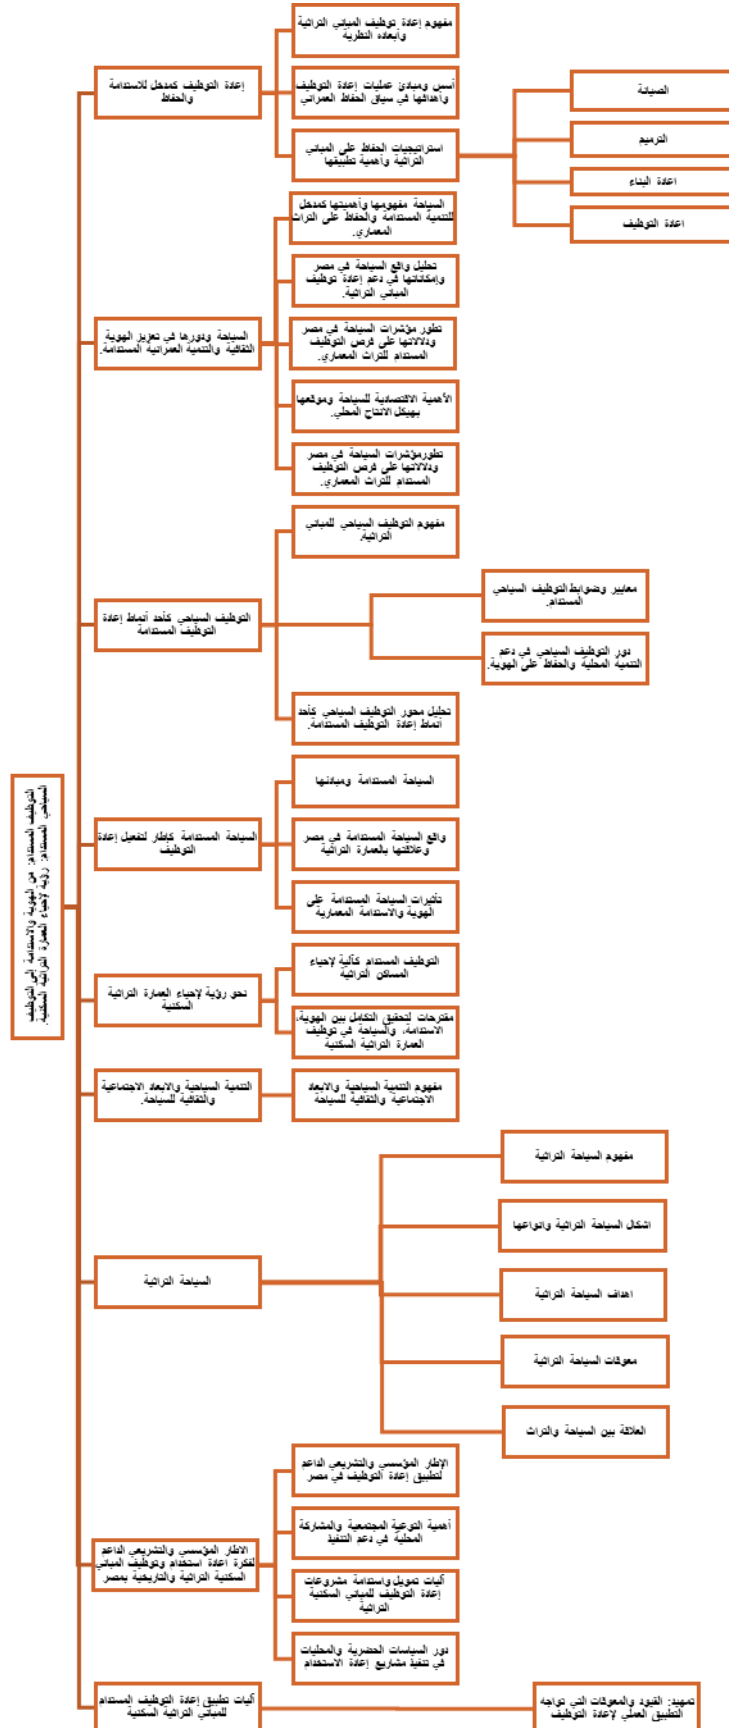 التوظيف المستدام: من الهوية والاستدامة إلى التوظيف
السياحي المستدام: رؤية لإحياء العمارة التراثية السكنية.
إعادة التوظيف كمدخل للاستدامة
والحفاظ
مفهوم إعادة توظيف المباني التراثية
وأبعاده النظرية
أسس ومبادئ عمليات إعادة التوظيف
وأهدافها في سياق الحفاظ العمراني
استراتيجيات الحفاظ على المباني
التراثية وأهمية تطبيقها
الصيانة
الترميم
اعادة البناء
اعادة التوظيف
السياحة ودورها في تعزيز الهوية
الثقافية والتنمية العمرانية المستدامة.
السياحة مفهومها وأهميتها كمدخل
للتنمية المستدامة والحفاظ على التراث
المعماري.
تحليل واقع السياحة في مصر
وإمكاناتها في دعم إعادة توظيف
المباني التراثية.
تطور مؤشرات السياحة في مصر
ودلالاتها على فرص التوظيف
المستدام للتراث المعماري.
الأهمية الاقتصادية للسياحة وموقعها
بهيكل الانتاج المحلي.
تطورمؤشرات السياحة في مصر
ودلالاتها على فرص التوظيف
المستدام للتراث المعماري.
التوظيف السياحي كأحد أنماط إعادة
التوظيف المستدامة
مفهوم التوظيف السياحي للمباني
التراثية.
معايير وضوابط التوظيف السياحي
المستدام.
دور التوظيف السياحي في دعم
التنمية المحلية والحفاظ على الهوية.
تحليل محور التوظيف السياحي كأحد
أنماط إعادة التوظيف المستدامة.
السياحة المستدامة كإطار لتفعيل إعادة
التوظيف
السياحة المستدامة ومبادئها
واقع السياحة المستدامة في مصر
وعلاقتها بالعمارة التراثية
تأثيرات السياحة المستدامة على
الهوية والاستدامة المعمارية
نحو رؤية لإحياء العمارة التراثية
السكنية
التوظيف المستدام كآلية لإحياء
المساكن التراثية
مقترحات لتحقيق التكامل بين الهوية،
الاستدامة، والسياحة في توظيف
العمارة التراثية السكنية
التنمية السياحية والابعاد الاجتماعية
والثقافية للسياحة.
مفهوم التنمية السياحية والابعاد
الاجتماعية والثقافية للسياحة
السياحة التراثية
مفهوم السياحة التراثية
اشكال السياحة التراثية وانواعها
اهداف السياحة التراثية
معوقات السياحة التراثية
العلاقة بين السياحة والتراث
الاطار المؤسسي والتشريعي الداعم
لفكرة اعادة استخدام وتوظيف المباني
السكنية التراثية والتاريخية بمصر
الإطار المؤسسي والتشريعي الداعم
لتطبيق إعادة التوظيف في مصر
أهمية التوعية المجتمعية والمشاركة
المحلية في دعم التنفيذ
آليات تمويل واستدامة مشروعات
إعادة التوظيف للمباني السكنية
التراثية
دور السياسات الحضرية والمحليات
في تنفيذ مشاريع إعادة الاستخدام
آليات تطبيق إعادة التوظيف المستدام
للمباني التراثية السكنية
تمهيد: القيود والمعوقات التي تواجه
التطبيق العملي لإعادة التوظيف